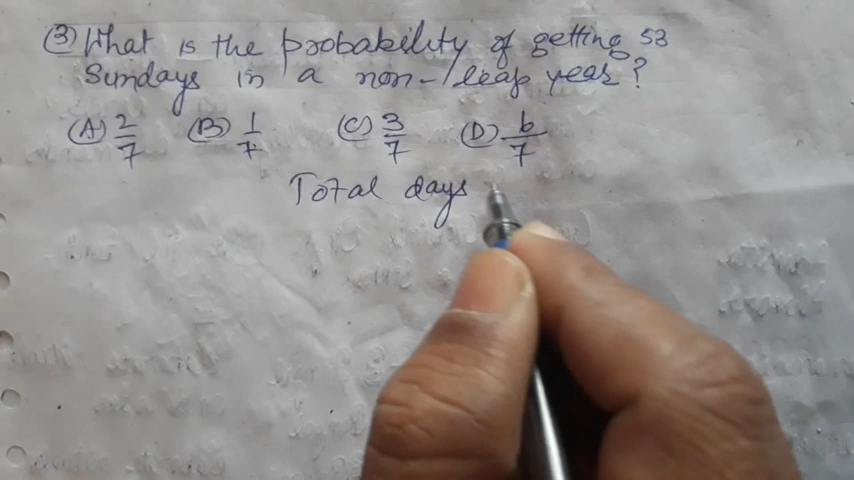 (3) What is the probability of getting 53
Sundays in a non-leap year?
(A) 2/7 (B) 1/7 (C) 3/7 (D) 6/7
Total days